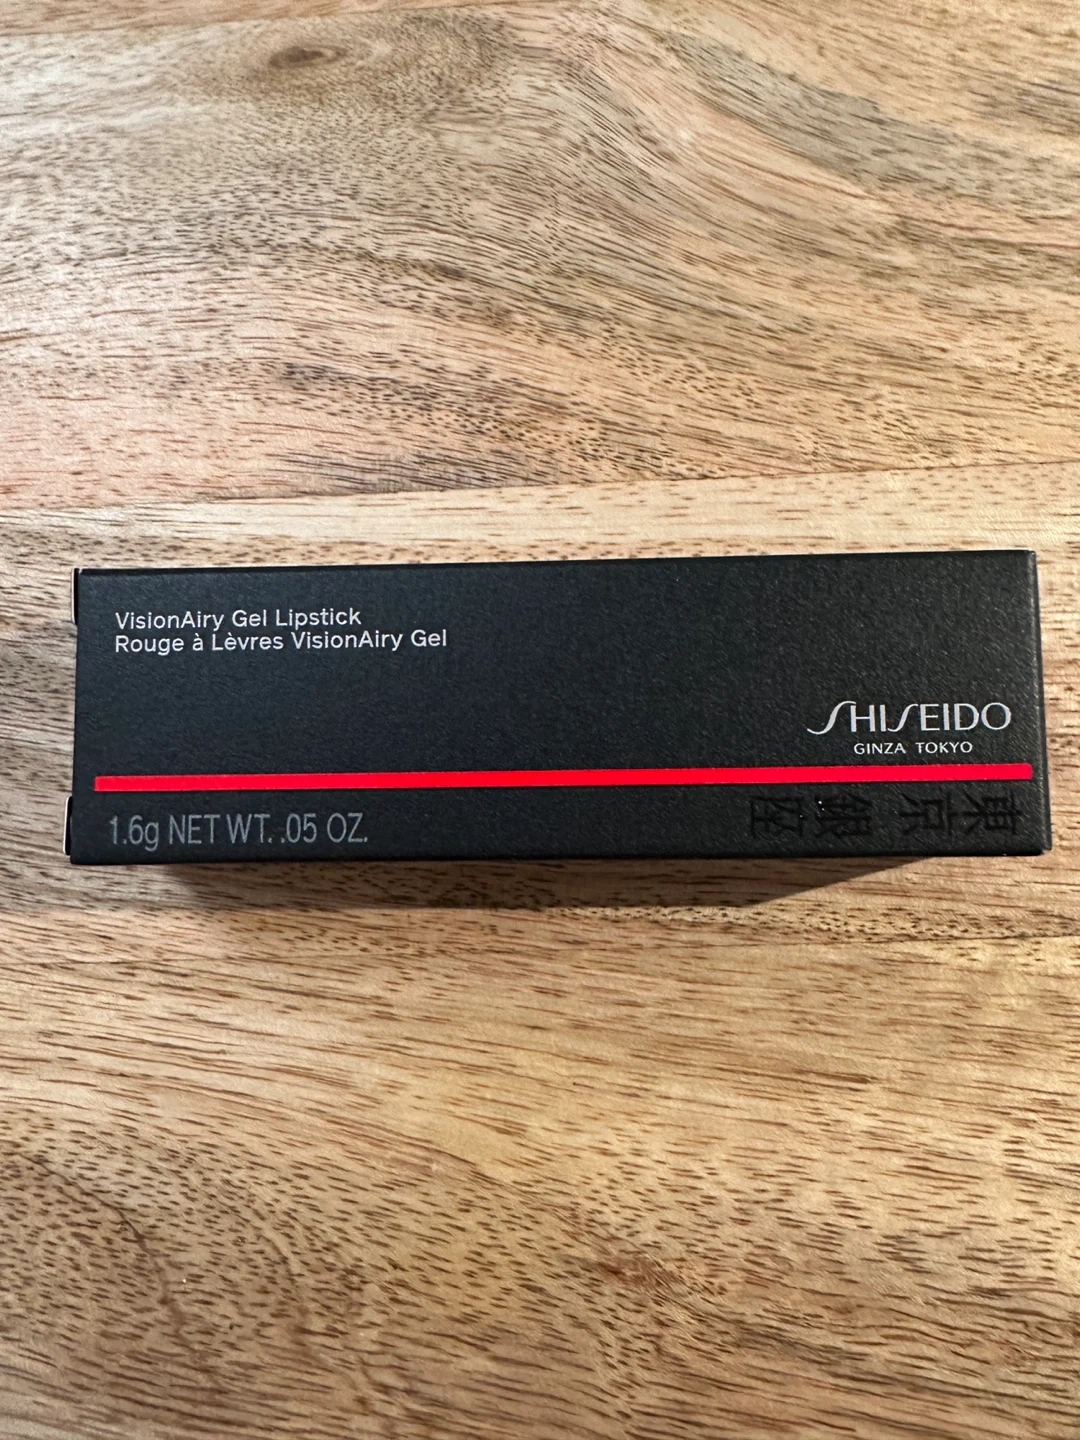 VisionAiry Gel Lipstick
Rouge à Lèvres VisionAiry Gel
SHISEIDO
GINZA TOKYO
1.6g NET WT. .05 OZ.
東京 銀座